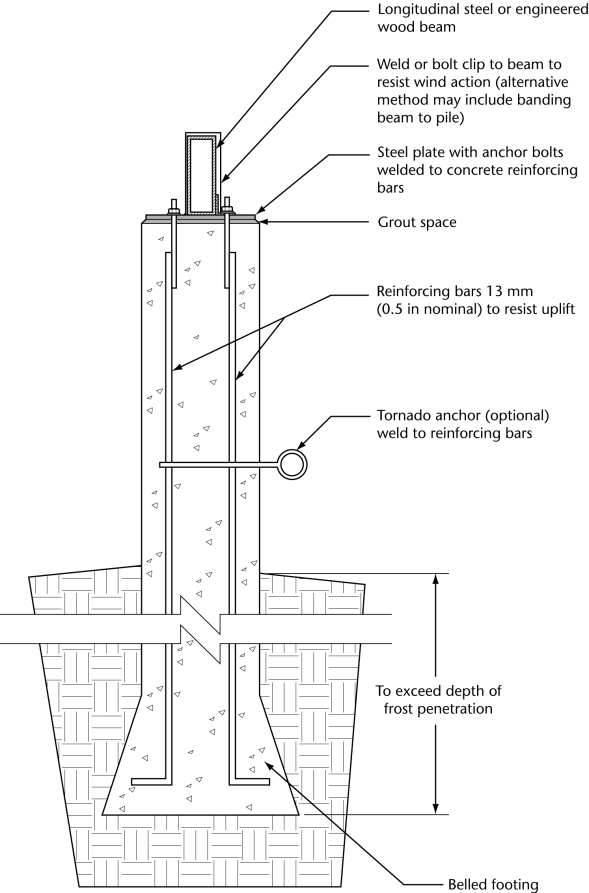 Longitudinal steel or engineered
wood beam
Weld or bolt clip to beam to
resist wind action (alternative
method may include banding
beam to pile)
Steel plate with anchor bolts
welded to concrete reinforcing
bars
Grout space
Reinforcing bars 13 mm
(0.5 in nominal) to resist uplift
Tornado anchor (optional)
weld to reinforcing bars
To exceed depth of
frost penetration
Belled footing